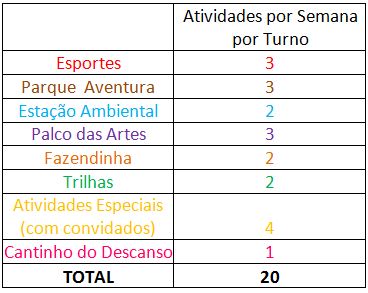 Atividades por Semana
por Turno
Esportes 3
Parque Aventura 3
Estação Ambiental 2
Palco das Artes 3
Fazendinha 2
Trilhas 2
Atividades Especiais
(com convidados) 4
Cantinho do Descanso 1
TOTAL 20